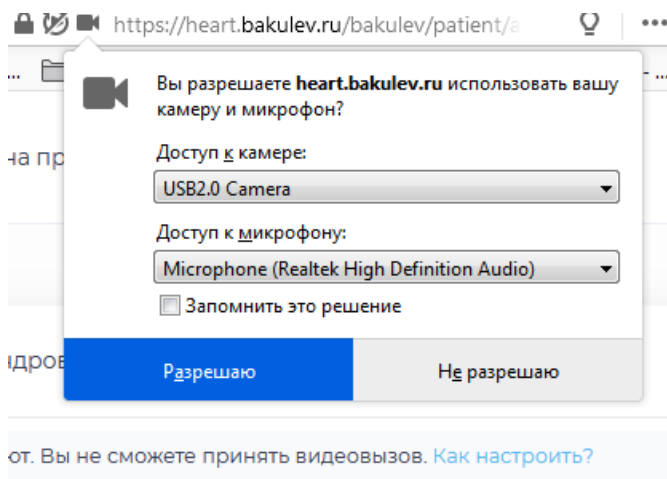 https://heart.bakulev.ru/bakulev/patient/a
...
- ...
Вы разрешаете heart.bakulev.ru использовать вашу
камеру и микрофон?
на пр
Доступ к камере:
USB2.0 Camera
Доступ к микрофону:
Microphone (Realtek High Definition Audio)
Запомнить это решение
ндров
Разрешаю
Не разрешаю
от. Вы не сможете принять видеовызов. Как настроить?